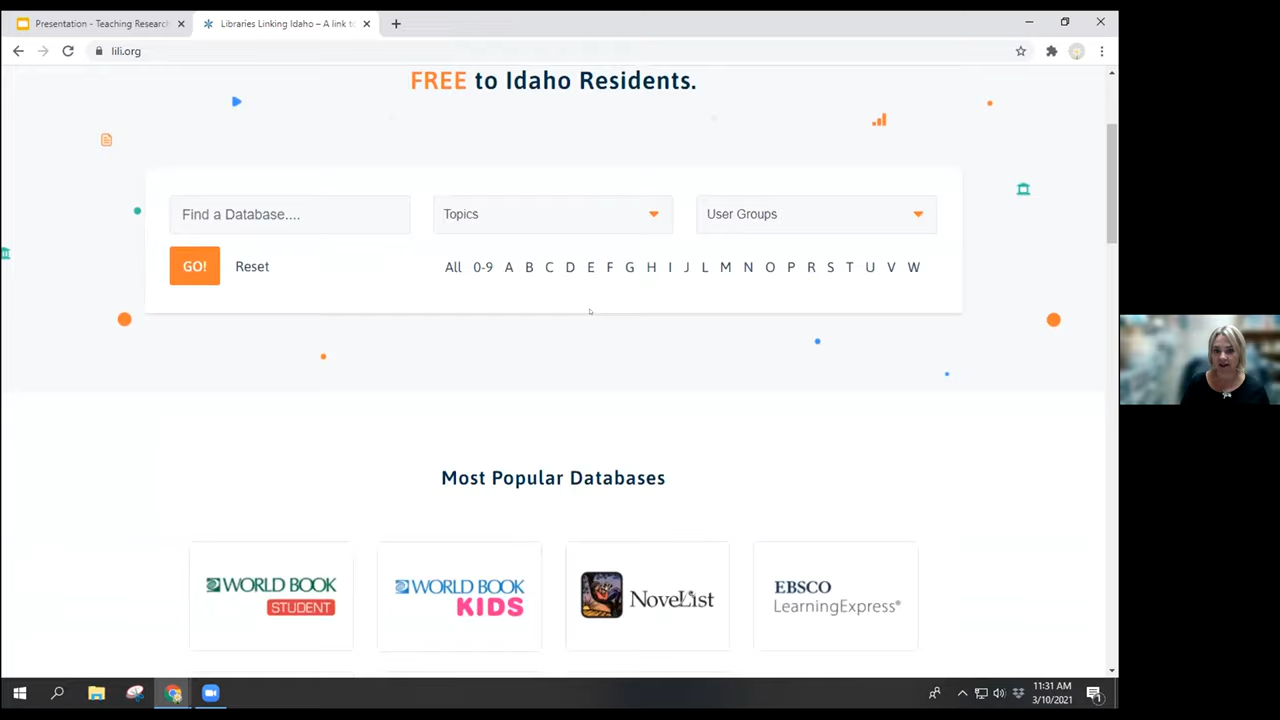 Presentation - Teaching Researc
Libraries Linking Idaho – A link to
lili.org
FREE to Idaho Residents.
Find a Database....
Topics
User Groups
GO!
Reset
All 0-9 A B C D E F G H I J L M N O P R S T U V W
Most Popular Databases
WORLD BOOK
STUDENT
WORLD BOOK
KIDS
NoveList
EBSCO
LearningExpress®
11:31 AM
3/10/2021
1